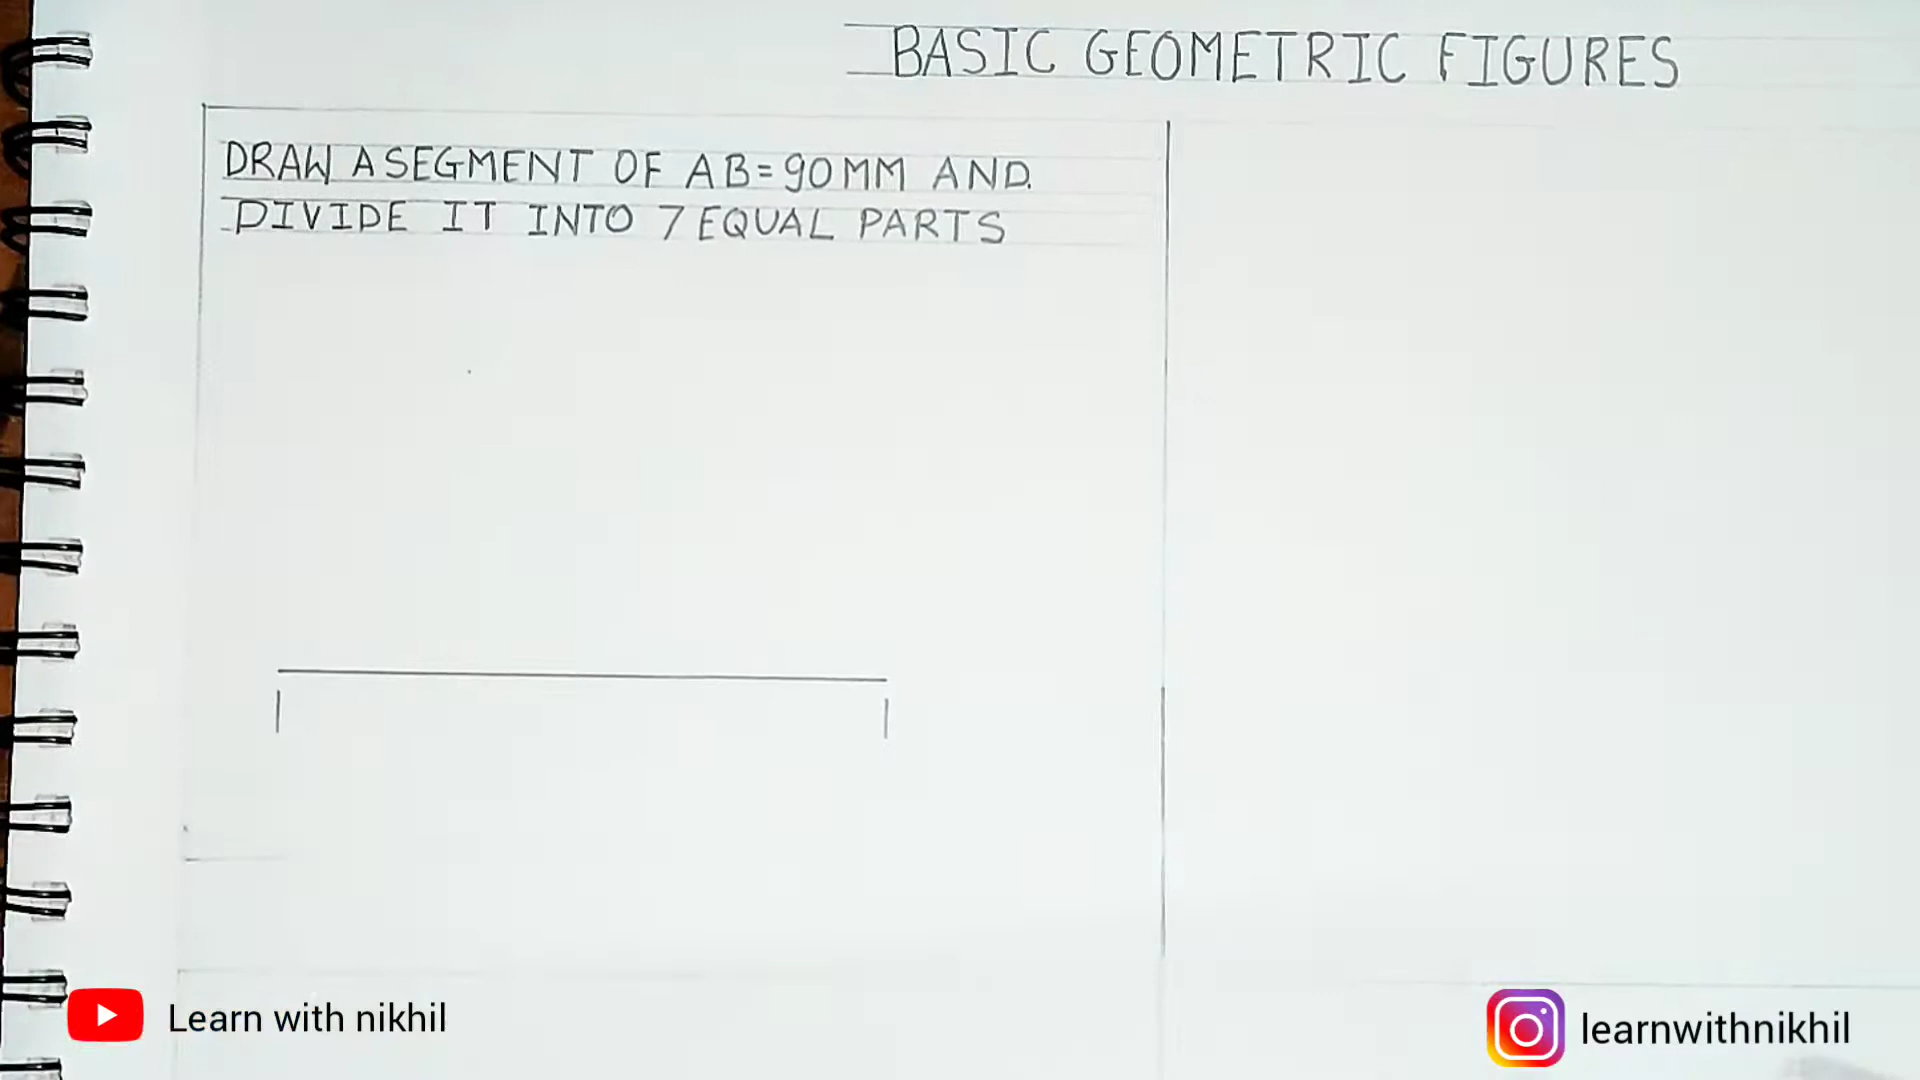 BASIC GEOMETRIC FIGURES
DRAW A SEGMENT OF AB=90MM AND.
DIVIDE IT INTO 7 EQUAL PARTS
Learn with nikhil
learnwithnikhil